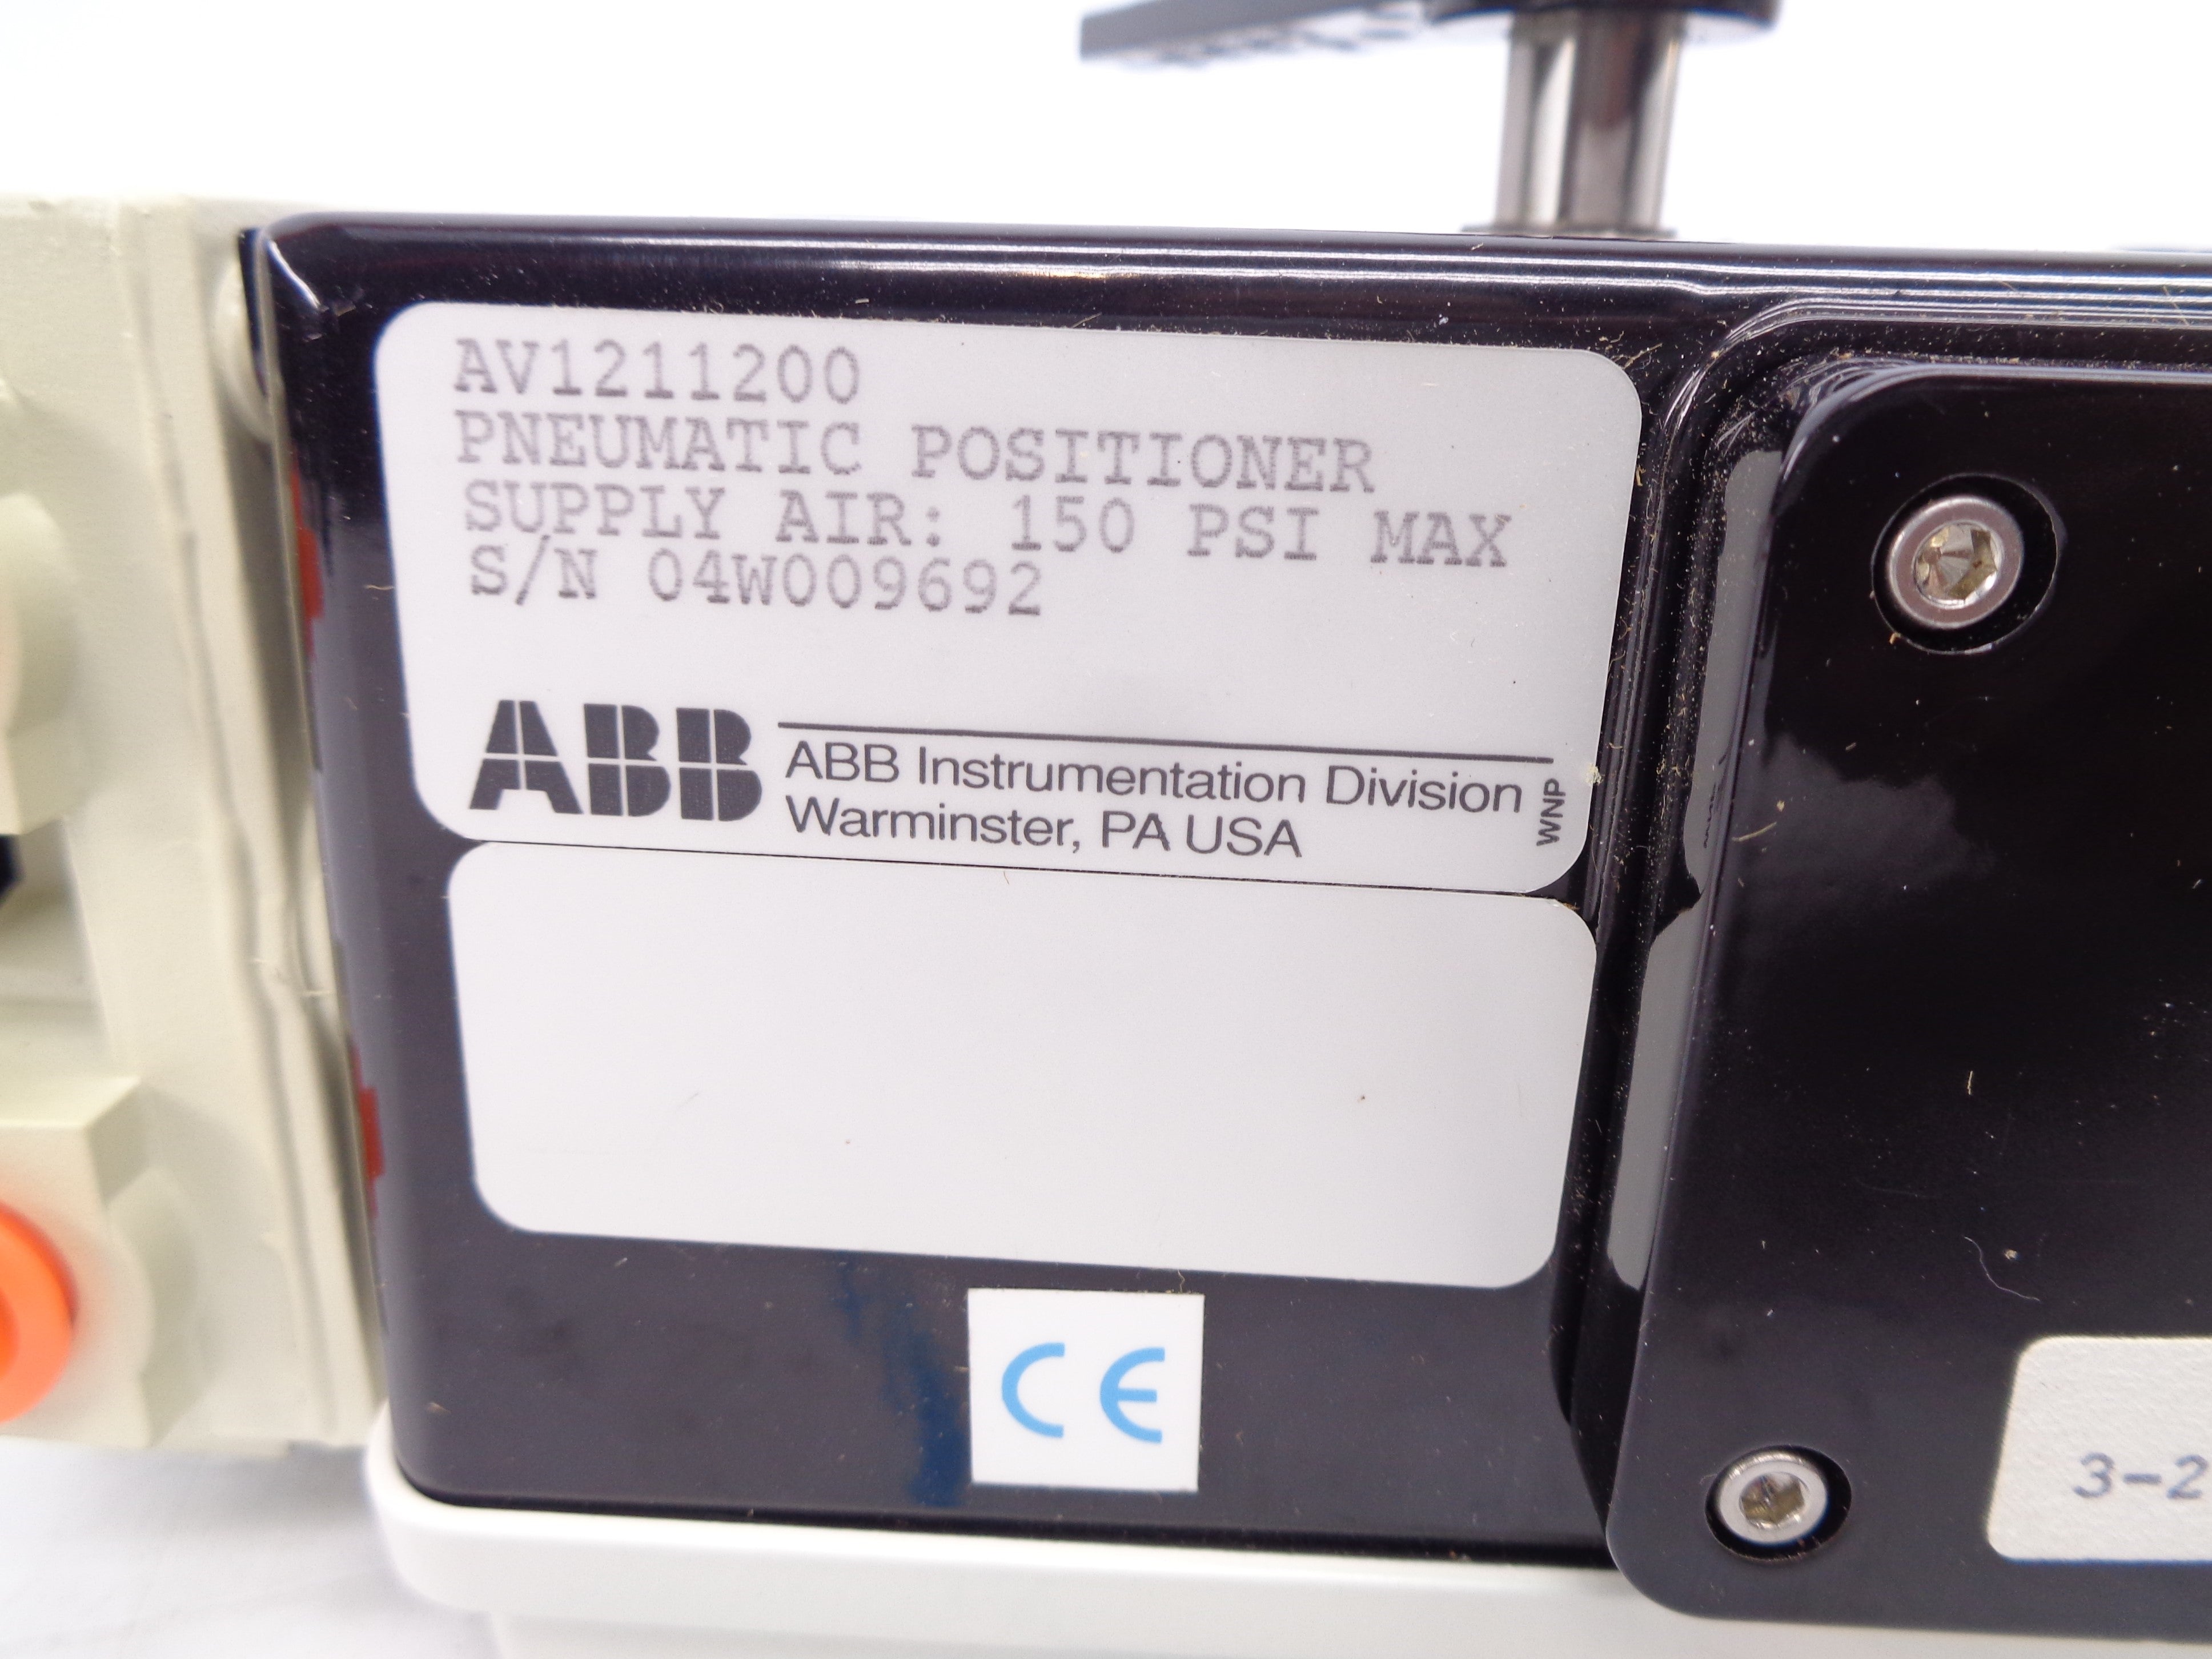 AV1211200
PNEUMATIC POSITIONER
SUPPLY AIR: 150 PSI MAX
S/N 04W009692
ABB
ABB Instrumentation Division
Warminster, PA USA
WNP
CE
3-2